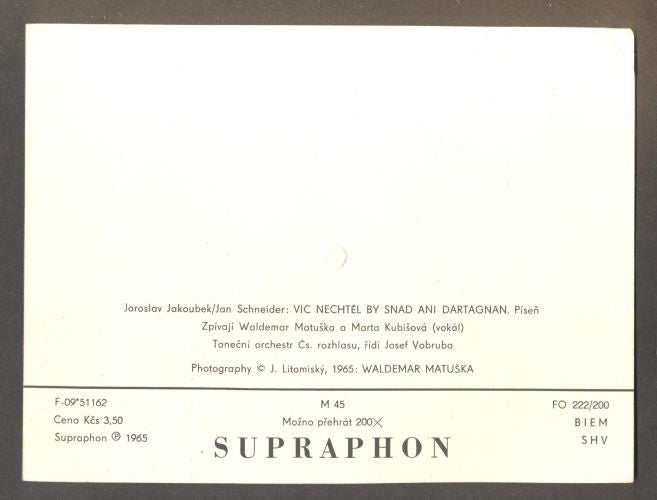 Jaroslav Jakoubek/Jan Schneider: VÍC NECHTĚL BY SNAD ANI DARTAGNAN. Píseň
Zpívají Waldemar Matuška a Marta Kubišová (vokál)
Taneční orchestr Čs. rozhlasu, řídí Josef Vobruba
Photography © J. Litomiský, 1965: WALDEMAR MATUŠKA
F-09*51162 M 45 FO 222/200
Cena Kčs 3,50 Možno přehrát 200X BIEM
Supraphon ℗ 1965 SUPRAPHON SHV